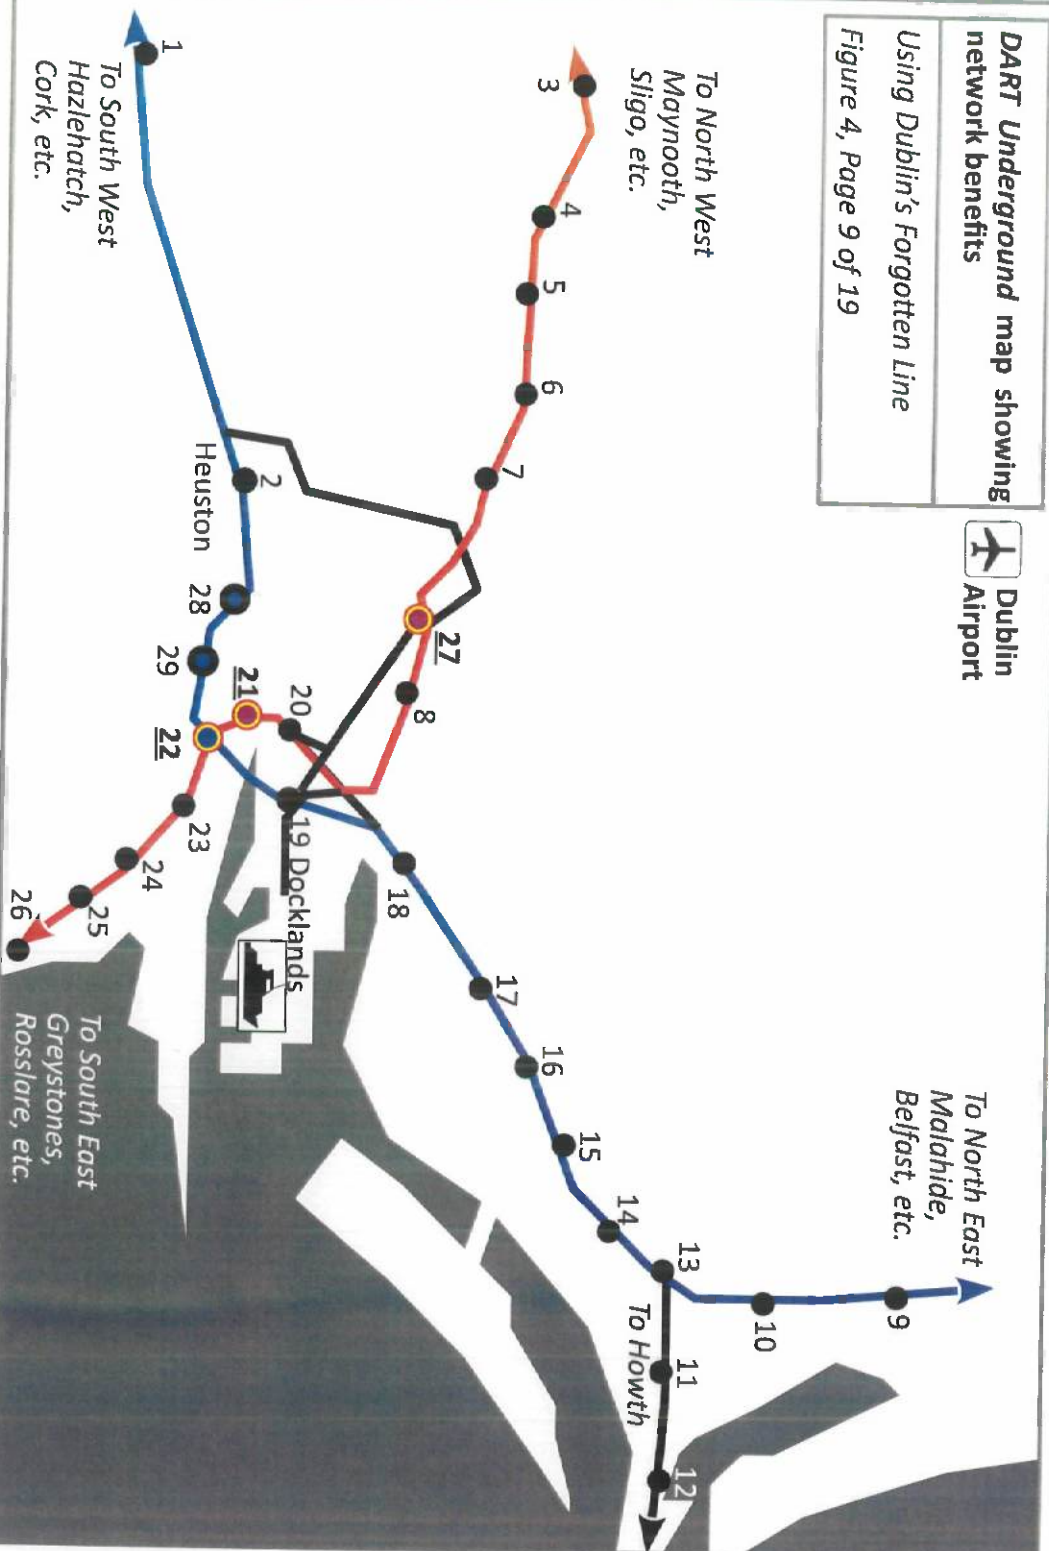 DART Underground map showing
network benefits
Using Dublin's Forgotten Line
Figure 4, Page 9 of 19
Dublin
Airport
To North West
Maynooth,
Sligo, etc.
To North East
Malahide,
Belfast, etc.
3
4
5
6
7
27
8
9
10
13
11
12
To Howth
14
15
16
17
18
1
To South West
Hazlehatch,
Cork, etc.
2
Heuston
28
29
20
21
22
19 Docklands
23
24
25
26
To South East
Greystones,
Rosslare, etc.